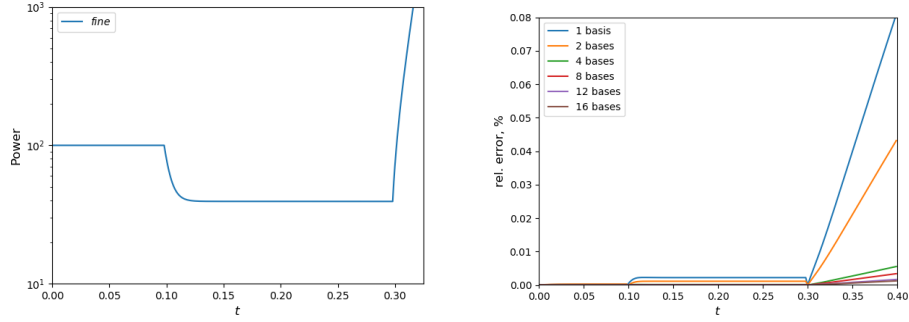 10³
fine
Power
10²
10¹
0.00 0.05 0.10 0.15 0.20 0.25 0.30
t
0.08
1 basis
2 bases
4 bases
8 bases
12 bases
16 bases
0.07
0.06
0.05
rel. error, %
0.04
0.03
0.02
0.01
0.00
0.00 0.05 0.10 0.15 0.20 0.25 0.30 0.35 0.40
t